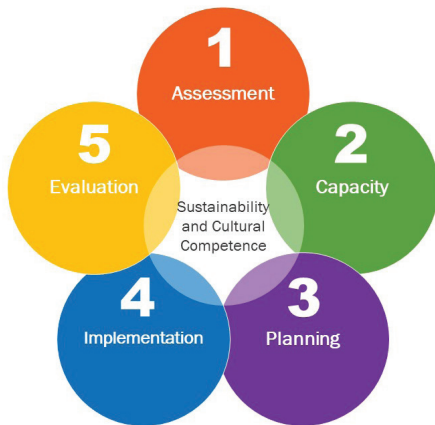 1
Assessment
2
Capacity
3
Planning
4
Implementation
5
Evaluation
Sustainability
and Cultural
Competence